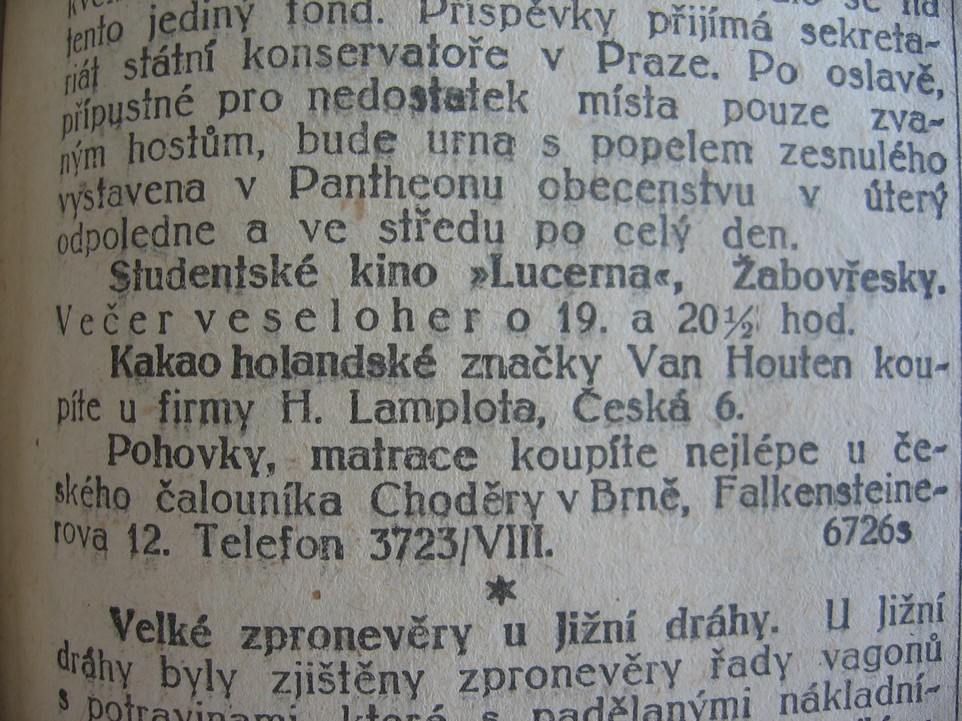 tento jediný fond. Příspěvky přijímá sekreta-
riát státní konservatoře v Praze. Po oslavě,
přípustné pro nedostatek místa pouze zva-
ným hostům, bude urna s popelem zesnulého
vystavena v Pantheonu obecenstvu v úterý
odpoledne a ve středu po celý den.
Studentské kino »Lucerna«, Žabovřesky.
Večer veseloher o 19. a 20½ hod.
Kakao holandské značky Van Houten kou-
píte u firmy H. Lamplota, Česká 6.
Pohovky, matrace koupíte nejlépe u če-
ského čalouníka Choděry v Brně, Falkensteine-
rova 12. Telefon 3723/VIII. 6726s
*
Velké zpronevěry u Jižní dráhy. U Jižní
dráhy byly zjištěny zpronevěry řady vagonů
s potravinami, které s padělanými nákladní-